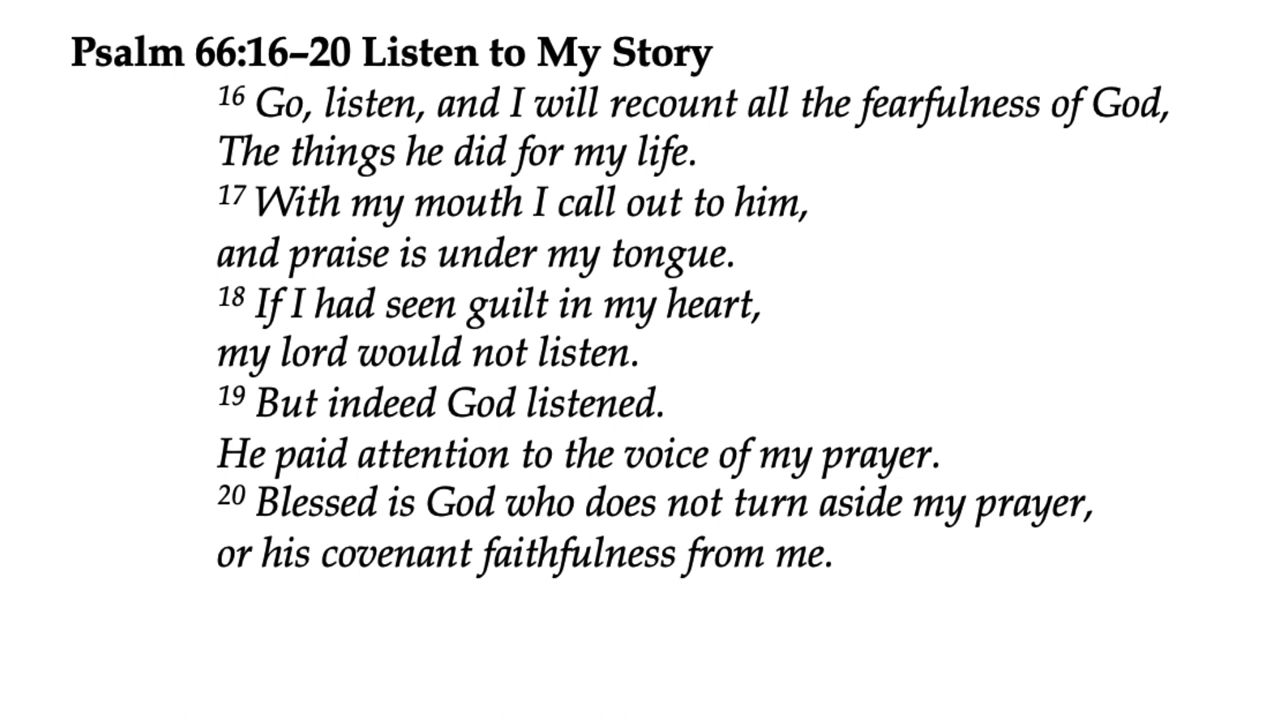 Psalm 66:16–20 Listen to My Story
16 Go, listen, and I will recount all the fearfulness of God,
The things he did for my life.
17 With my mouth I call out to him,
and praise is under my tongue.
18 If I had seen guilt in my heart,
my lord would not listen.
19 But indeed God listened.
He paid attention to the voice of my prayer.
20 Blessed is God who does not turn aside my prayer,
or his covenant faithfulness from me.